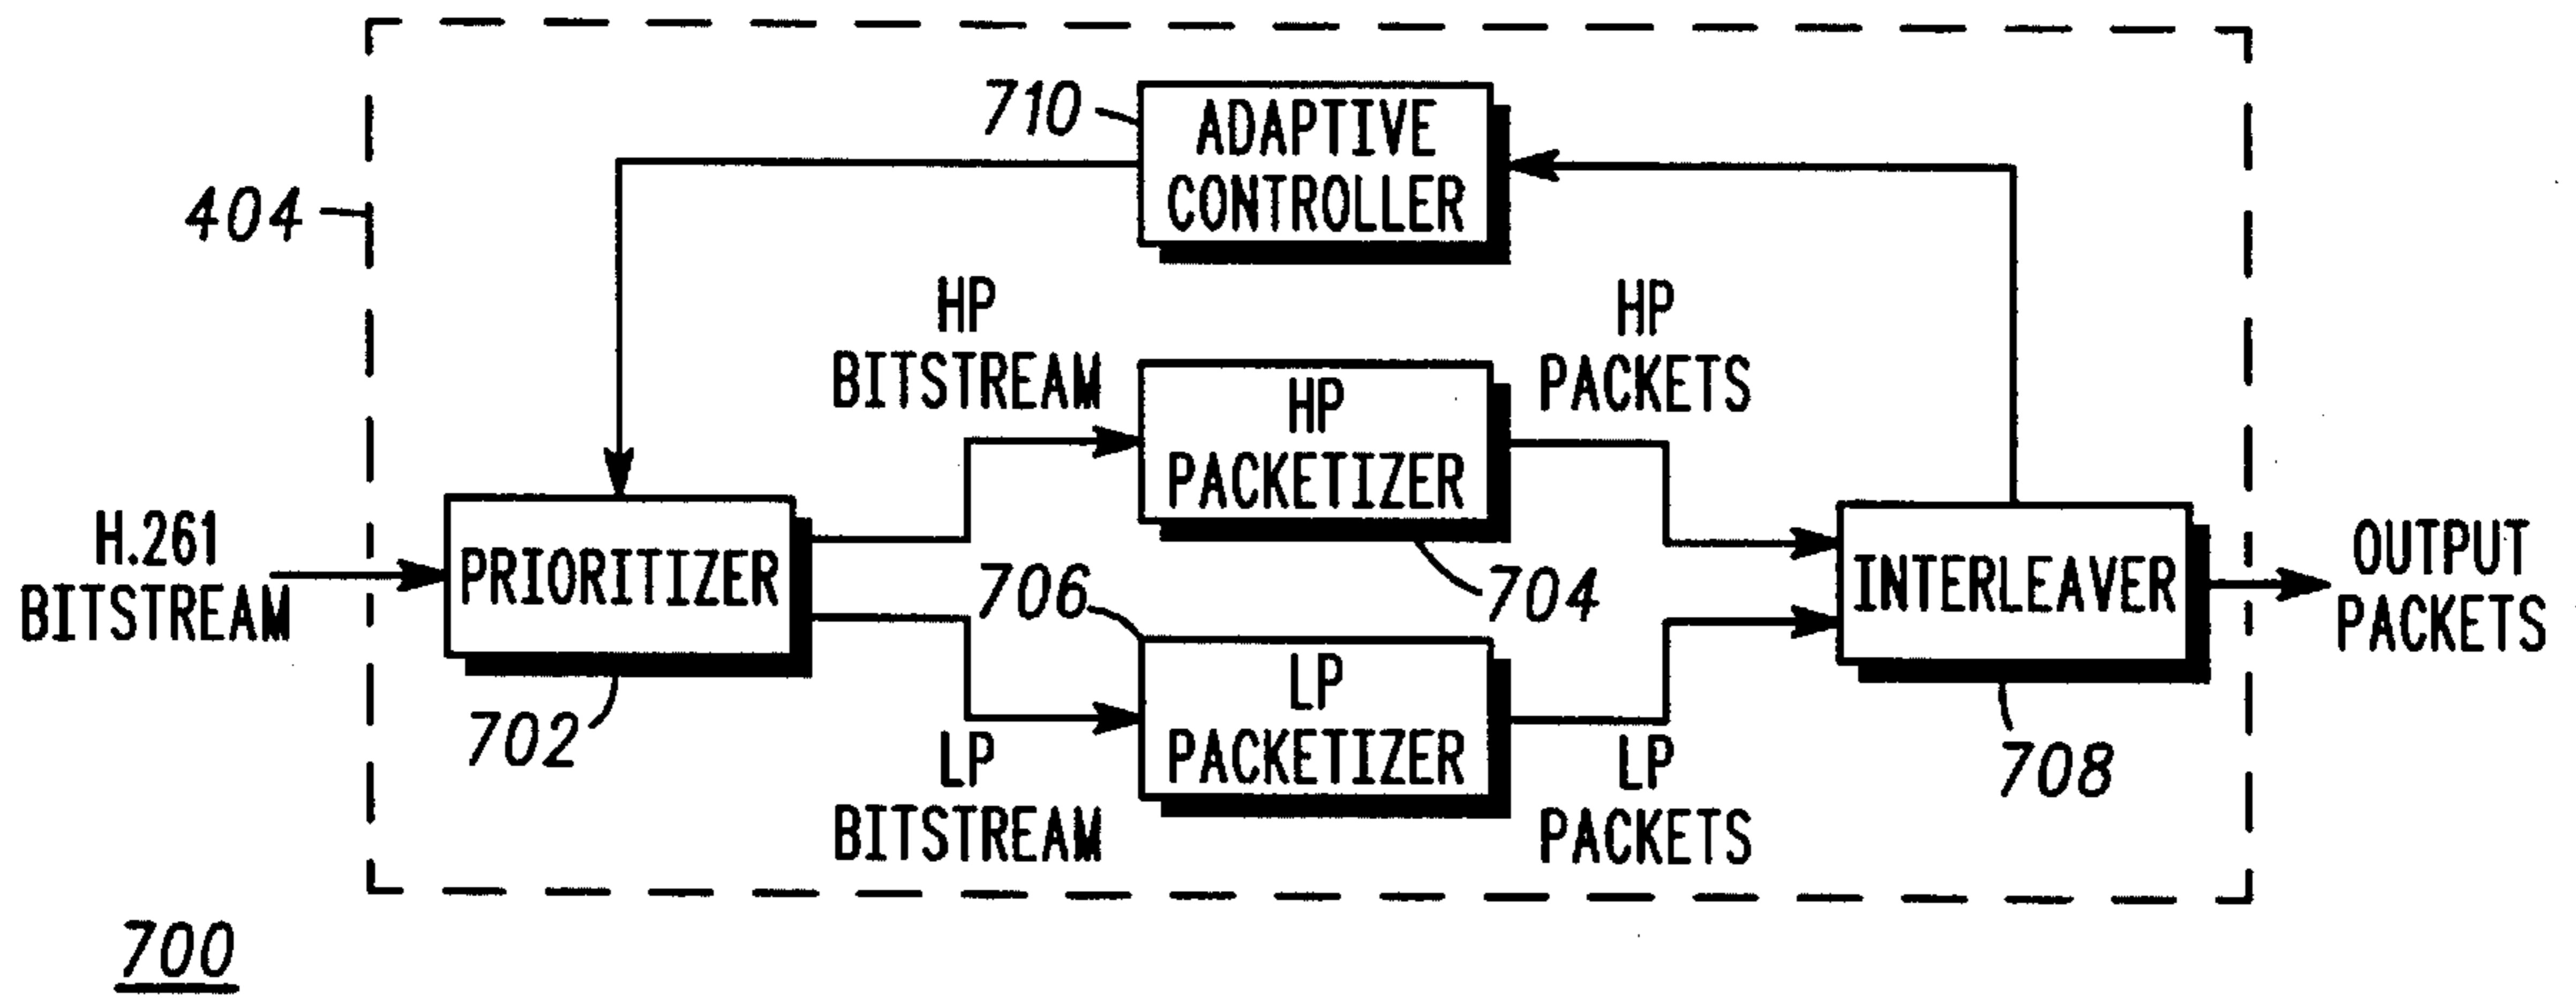 710
ADAPTIVE
CONTROLLER
404
HP
BITSTREAM
HP
PACKETS
HP
PACKETIZER
704
H.261
BITSTREAM
PRIORITIZER
702
706
LP
PACKETIZER
LP
BITSTREAM
LP
PACKETS
INTERLEAVER
708
OUTPUT
PACKETS
700